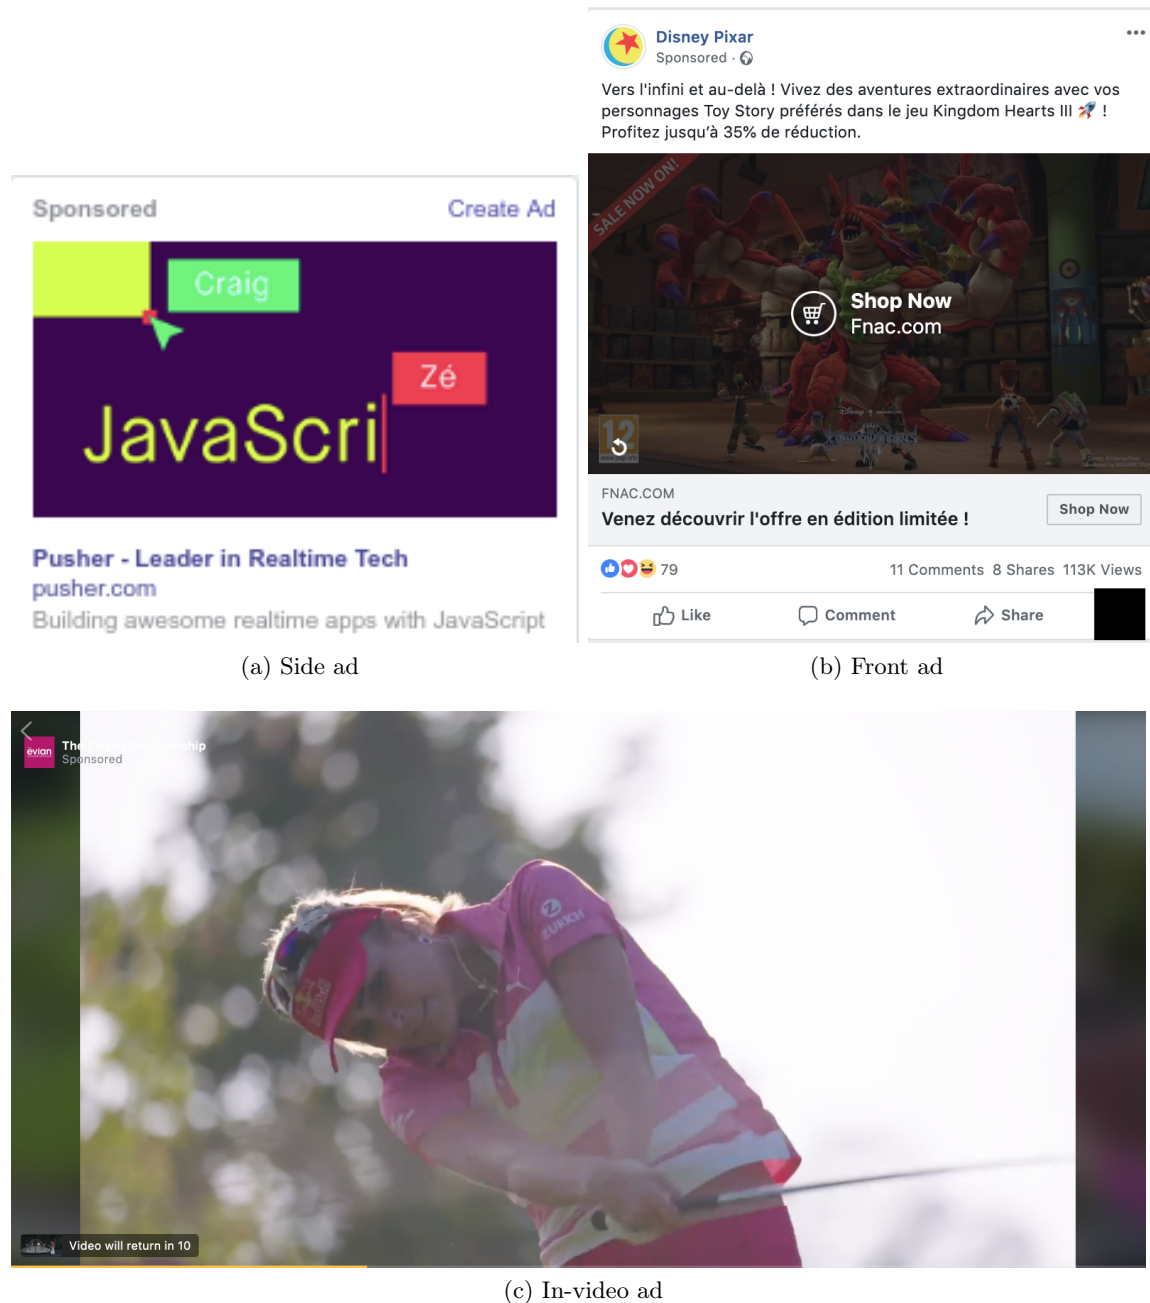 Sponsored
Create Ad
Craig
Zé
JavaScri
Pusher - Leader in Realtime Tech
pusher.com
Building awesome realtime apps with JavaScript
(a) Side ad
Disney Pixar
Sponsored ·
Vers l'infini et au-delà ! Vivez des aventures extraordinaires avec vos
personnages Toy Story préférés dans le jeu Kingdom Hearts III 🚀 !
Profitez jusqu'à 35% de réduction.
SALE NOW ON!
Shop Now
Fnac.com
12
FNAC.COM
Venez découvrir l'offre en édition limitée !
Shop Now
79
11 Comments 8 Shares 113K Views
Like
Comment
Share
(b) Front ad
evian
The Evian Championship
Sponsored
ZURICH
Video will return in 10
(c) In-video ad